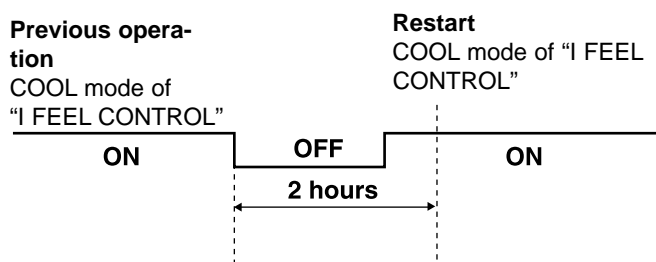 Previous opera-
tion
COOL mode of
“I FEEL CONTROL”
Restart
COOL mode of “I FEEL
CONTROL”
ON
OFF
ON
2 hours